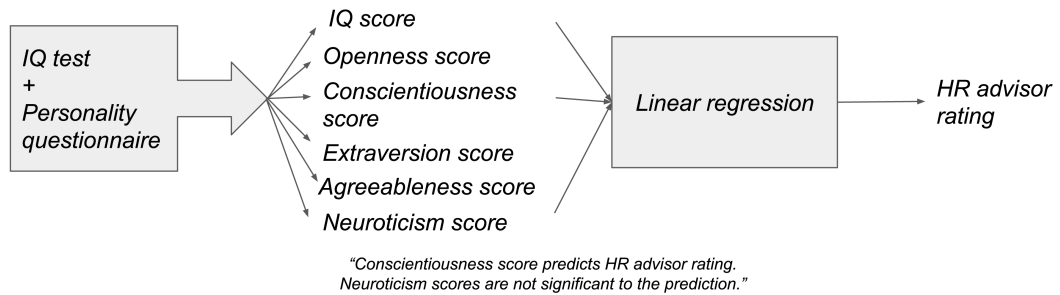 IQ test
+
Personality
questionnaire
IQ score
Openness score
Conscientiousness
score
Extraversion score
Agreeableness score
Neuroticism score
Linear regression
HR advisor
rating
“Conscientiousness score predicts HR advisor rating.
Neuroticism scores are not significant to the prediction.”